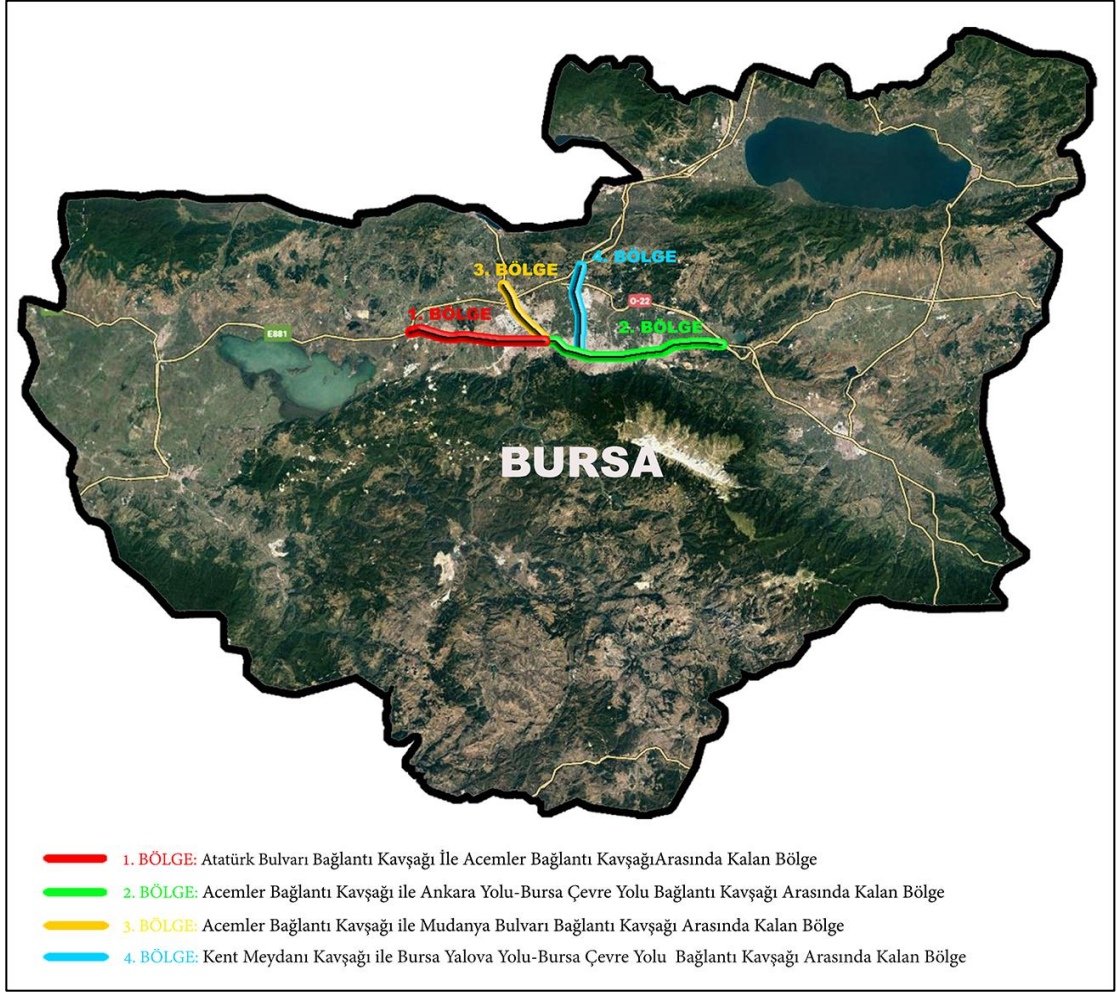 4. BÖLGE
3. BÖLGE
O-22
1. BÖLGE
2. BÖLGE
E881
BURSA
1. BÖLGE: Atatürk Bulvarı Bağlantı Kavşağı İle Acemler Bağlantı KavşağıArasında Kalan Bölge
2. BÖLGE: Acemler Bağlantı Kavşağı ile Ankara Yolu-Bursa Çevre Yolu Bağlantı Kavşağı Arasında Kalan Bölge
3. BÖLGE: Acemler Bağlantı Kavşağı ile Mudanya Bulvarı Bağlantı Kavşağı Arasında Kalan Bölge
4. BÖLGE: Kent Meydanı Kavşağı ile Bursa Yalova Yolu-Bursa Çevre Yolu Bağlantı Kavşağı Arasında Kalan Bölge